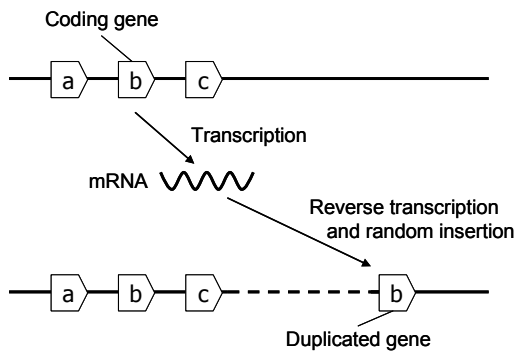 Coding gene
a b c
Transcription
mRNA
Reverse transcription
and random insertion
a b c b
Duplicated gene